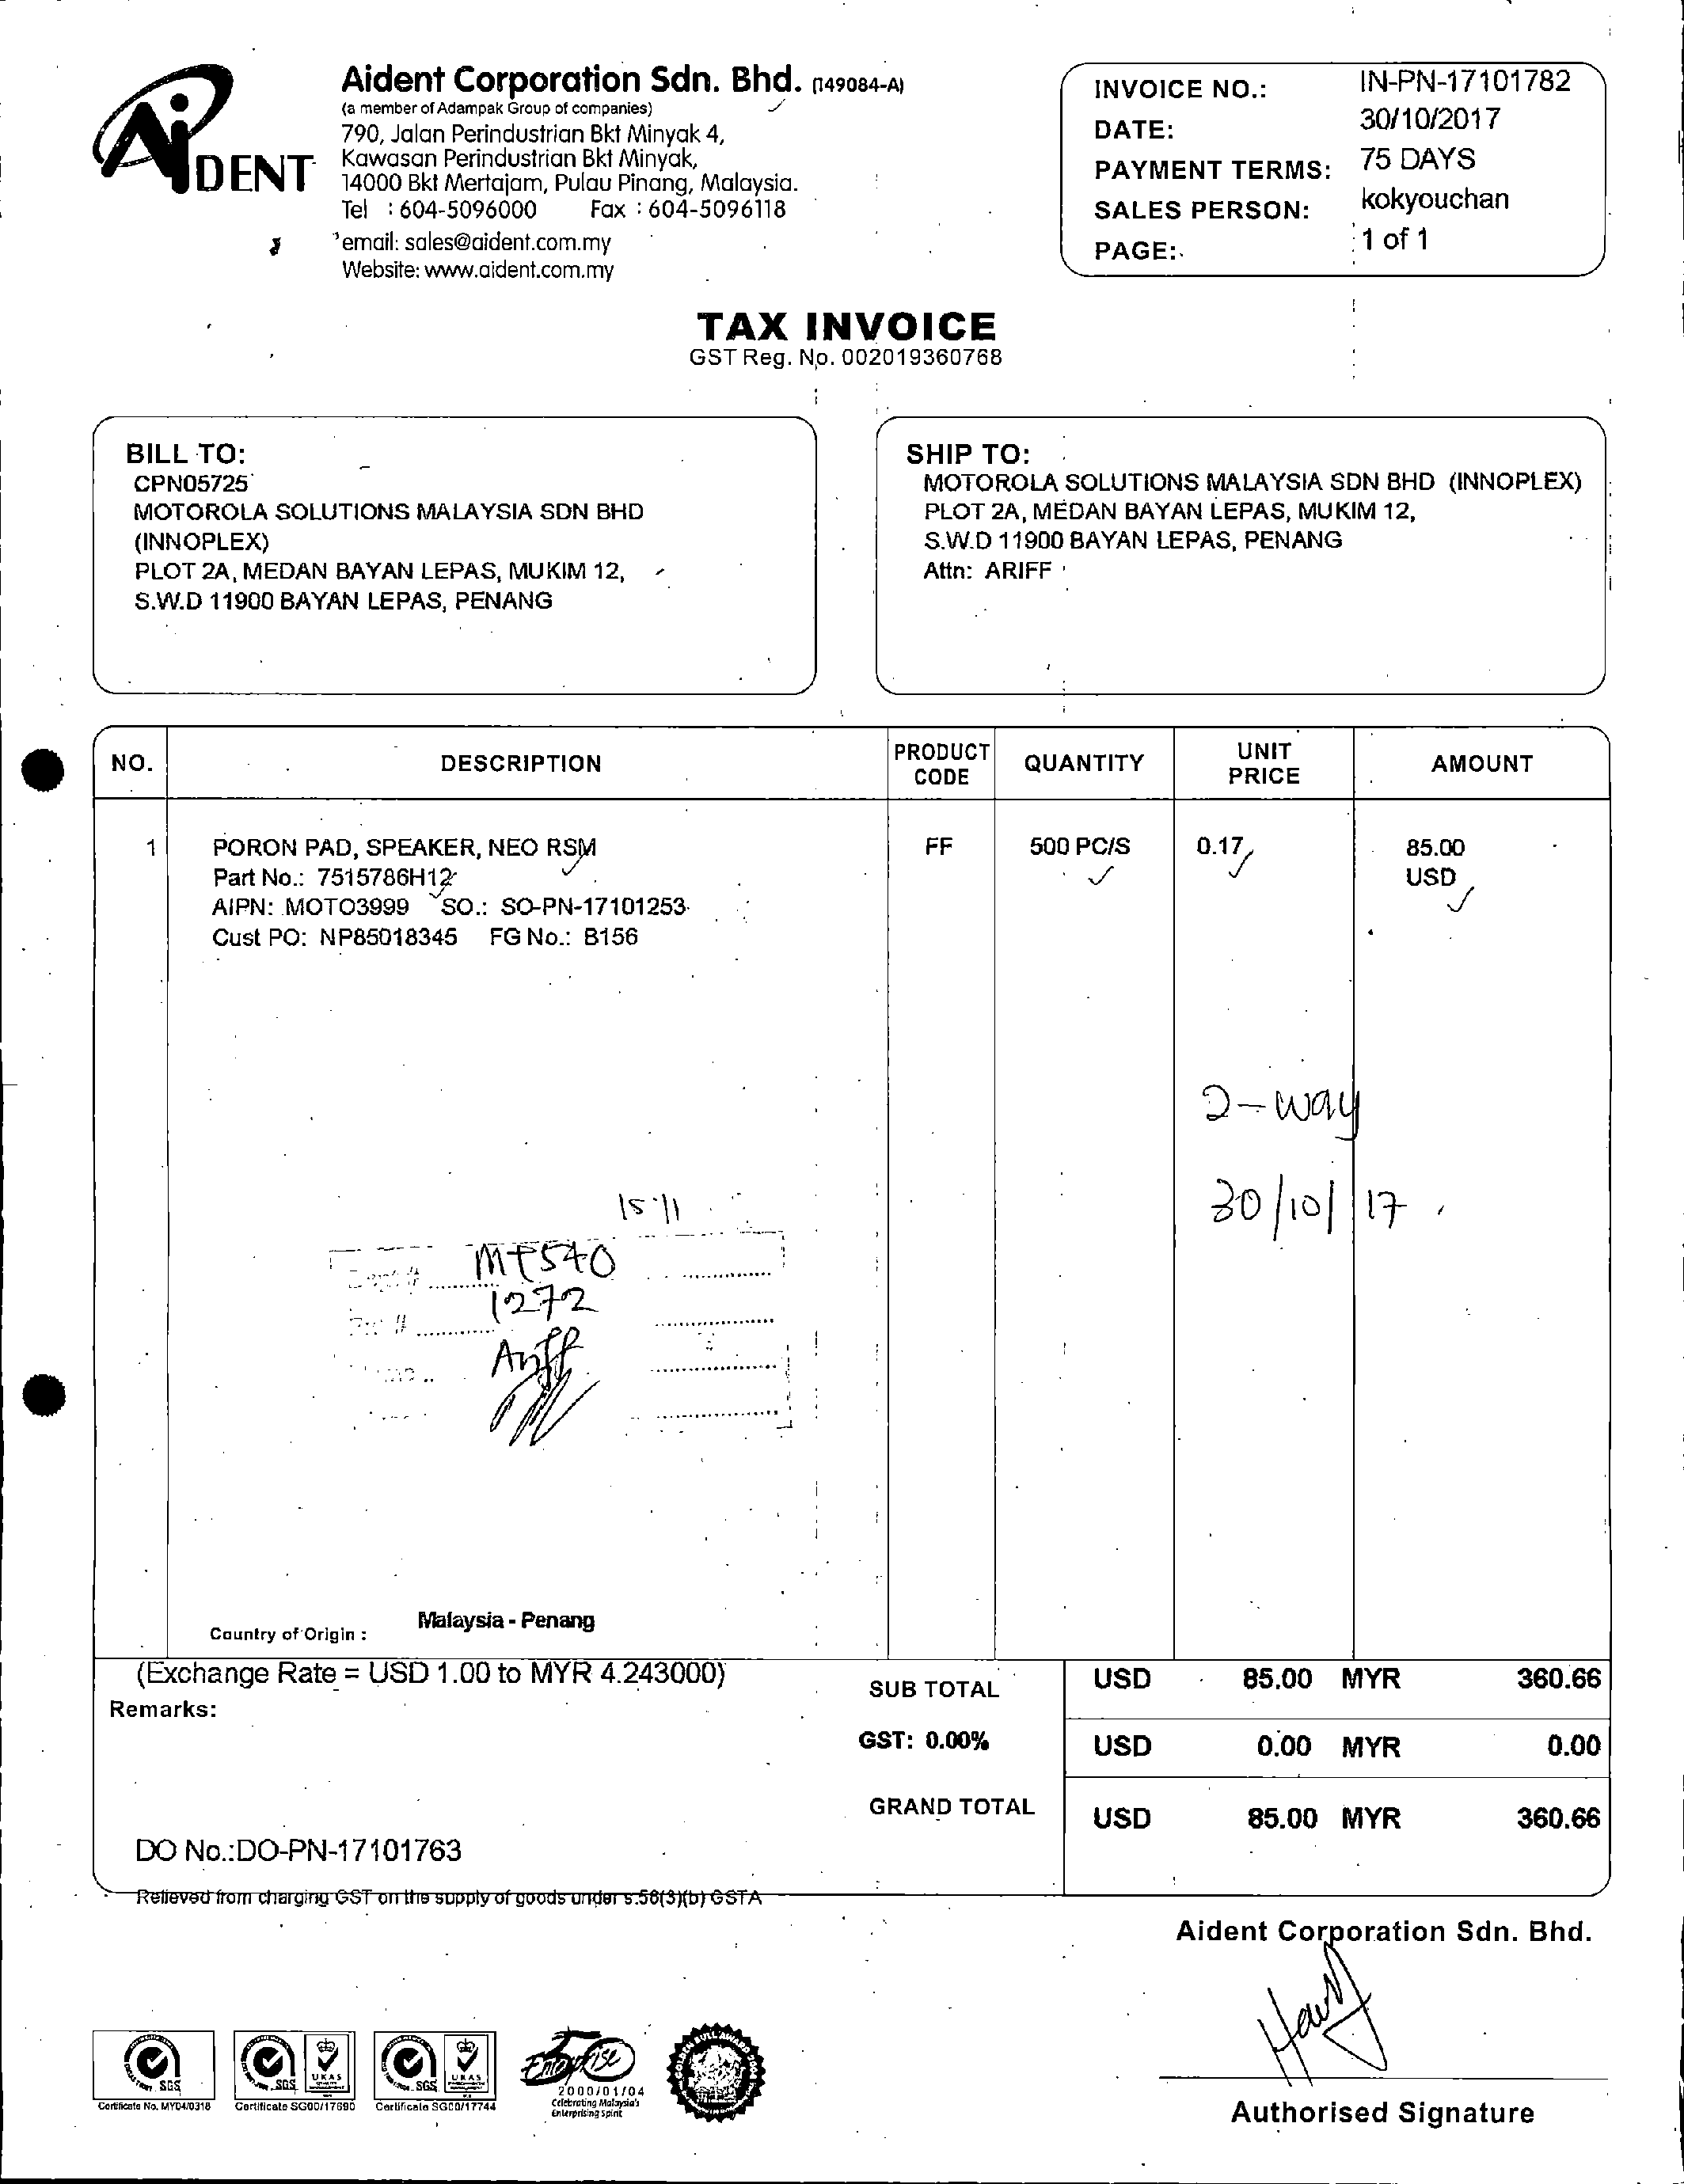 AiDENT
Aident Corporation Sdn. Bhd. (149084-A)
(a member of Adampak Group of companies)
790, Jalan Perindustrian Bkt Minyak 4,
Kawasan Perindustrian Bkt Minyak,
14000 Bkt Mertajam, Pulau Pinang, Malaysia.
Tel : 604-5096000 Fax : 604-5096118
email: sales@aident.com.my
Website: www.aident.com.my
INVOICE NO.: IN-PN-17101782
DATE: 30/10/2017
PAYMENT TERMS: 75 DAYS
SALES PERSON: kokyouchan
PAGE: 1 of 1
TAX INVOICE
GST Reg. No. 002019360768
BILL TO:
CPN05725
MOTOROLA SOLUTIONS MALAYSIA SDN BHD
(INNOPLEX)
PLOT 2A, MEDAN BAYAN LEPAS, MUKIM 12,
S.W.D 11900 BAYAN LEPAS, PENANG
SHIP TO:
MOTOROLA SOLUTIONS MALAYSIA SDN BHD (INNOPLEX)
PLOT 2A, MEDAN BAYAN LEPAS, MUKIM 12,
S.W.D 11900 BAYAN LEPAS, PENANG
Attn: ARIFF
NO. DESCRIPTION PRODUCT CODE QUANTITY UNIT PRICE AMOUNT
1 PORON PAD, SPEAKER, NEO RSM FF 500 PC/S 0.17 85.00
Part No.: 7515786H12 USD
AIPN: MOTO3999 SO.: SO-PN-17101253
Cust PO: NP85018345 FG No.: B156
2-way
30/10/17
15.11
MT540
1272
Ariff
Country of Origin : Malaysia - Penang
(Exchange Rate = USD 1.00 to MYR 4.243000)
Remarks:
SUB TOTAL USD 85.00 MYR 360.66
GST: 0.00% USD 0.00 MYR 0.00
GRAND TOTAL USD 85.00 MYR 360.66
DO No.:DO-PN-17101763
Relieved from charging GST on the supply of goods under s.56(3)(b) GSTA
Aident Corporation Sdn. Bhd.
Authorised Signature
SGS
Certificate No. MY04/0318
SGS UKAS
Certificate SG00/17690
SGS UKAS
Certificate SG00/17744
Enterprise
2000/01/04
Celebrating Malaysia's
Enterprising Spirit